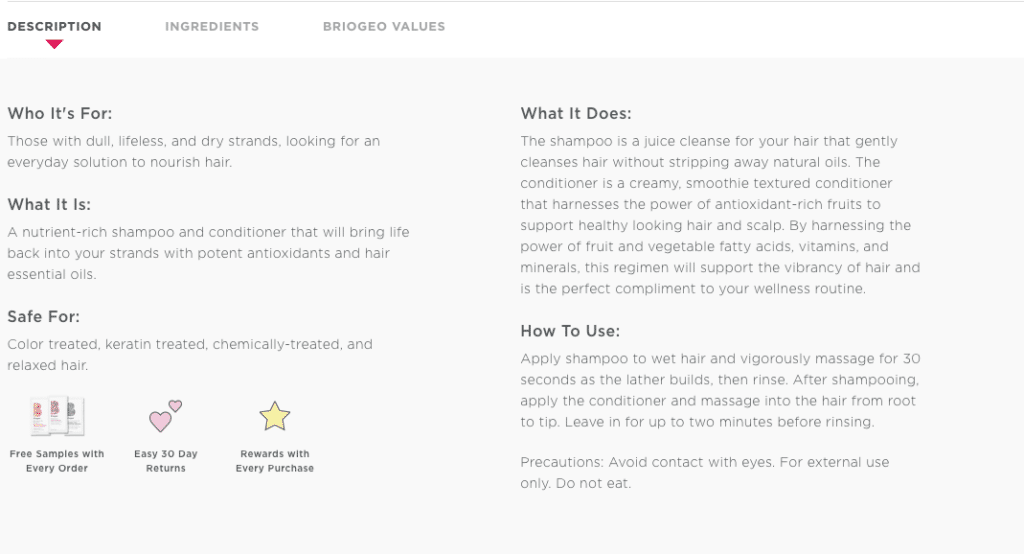 DESCRIPTION
INGREDIENTS
BRIOGEO VALUES
Who It's For:
Those with dull, lifeless, and dry strands, looking for an
everyday solution to nourish hair.
What It Is:
A nutrient-rich shampoo and conditioner that will bring life
back into your strands with potent antioxidants and hair
essential oils.
Safe For:
Color treated, keratin treated, chemically-treated, and
relaxed hair.
Free Samples with
Every Order
Easy 30 Day
Returns
Rewards with
Every Purchase
What It Does:
The shampoo is a juice cleanse for your hair that gently
cleanses hair without stripping away natural oils. The
conditioner is a creamy, smoothie textured conditioner
that harnesses the power of antioxidant-rich fruits to
support healthy looking hair and scalp. By harnessing the
power of fruit and vegetable fatty acids, vitamins, and
minerals, this regimen will support the vibrancy of hair and
is the perfect compliment to your wellness routine.
How To Use:
Apply shampoo to wet hair and vigorously massage for 30
seconds as the lather builds, then rinse. After shampooing,
apply the conditioner and massage into the hair from root
to tip. Leave in for up to two minutes before rinsing.
Precautions: Avoid contact with eyes. For external use
only. Do not eat.